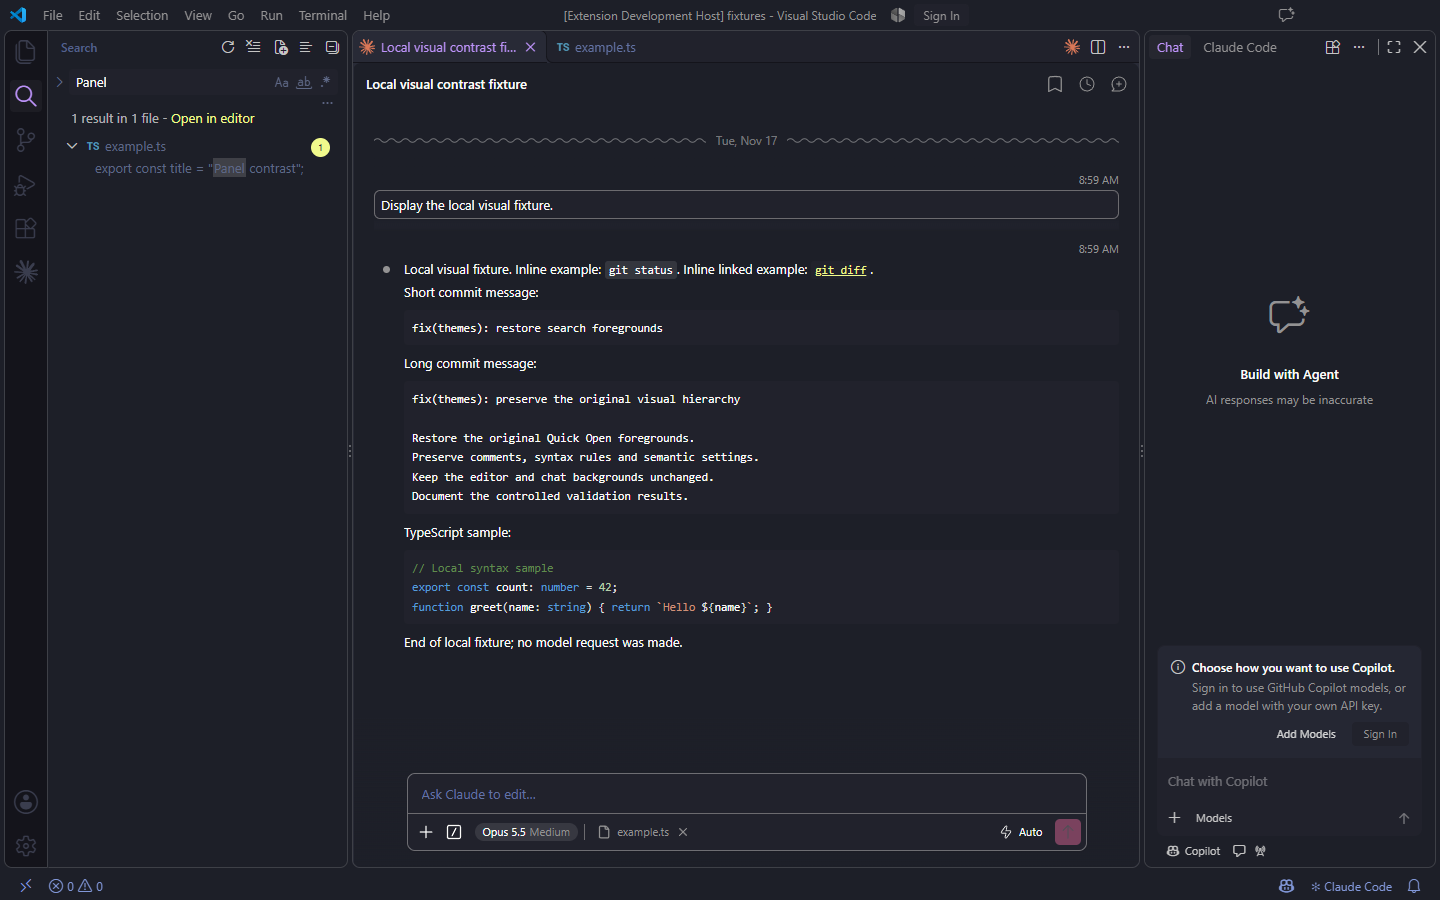 File Edit Selection View Go Run Terminal Help
[Extension Development Host] fixtures - Visual Studio Code
Sign In
Search
Panel
Aa ab .*
1 result in 1 file - Open in editor
TS example.ts 1
export const title = "Panel contrast";
Local visual contrast fi...
TS example.ts
Local visual contrast fixture
Tue, Nov 17
8:59 AM
Display the local visual fixture.
8:59 AM
Local visual fixture. Inline example: git status. Inline linked example: git diff.
Short commit message:
fix(themes): restore search foregrounds
Long commit message:
fix(themes): preserve the original visual hierarchy
Restore the original Quick Open foregrounds.
Preserve comments, syntax rules and semantic settings.
Keep the editor and chat backgrounds unchanged.
Document the controlled validation results.
TypeScript sample:
// Local syntax sample
export const count: number = 42;
function greet(name: string) { return `Hello ${name}`; }
End of local fixture; no model request was made.
Ask Claude to edit...
Opus 5.5 Medium
example.ts
Auto
Chat Claude Code
Build with Agent
AI responses may be inaccurate
Choose how you want to use Copilot.
Sign in to use GitHub Copilot models, or
add a model with your own API key.
Add Models Sign In
Chat with Copilot
Models
Copilot
0 0
Claude Code